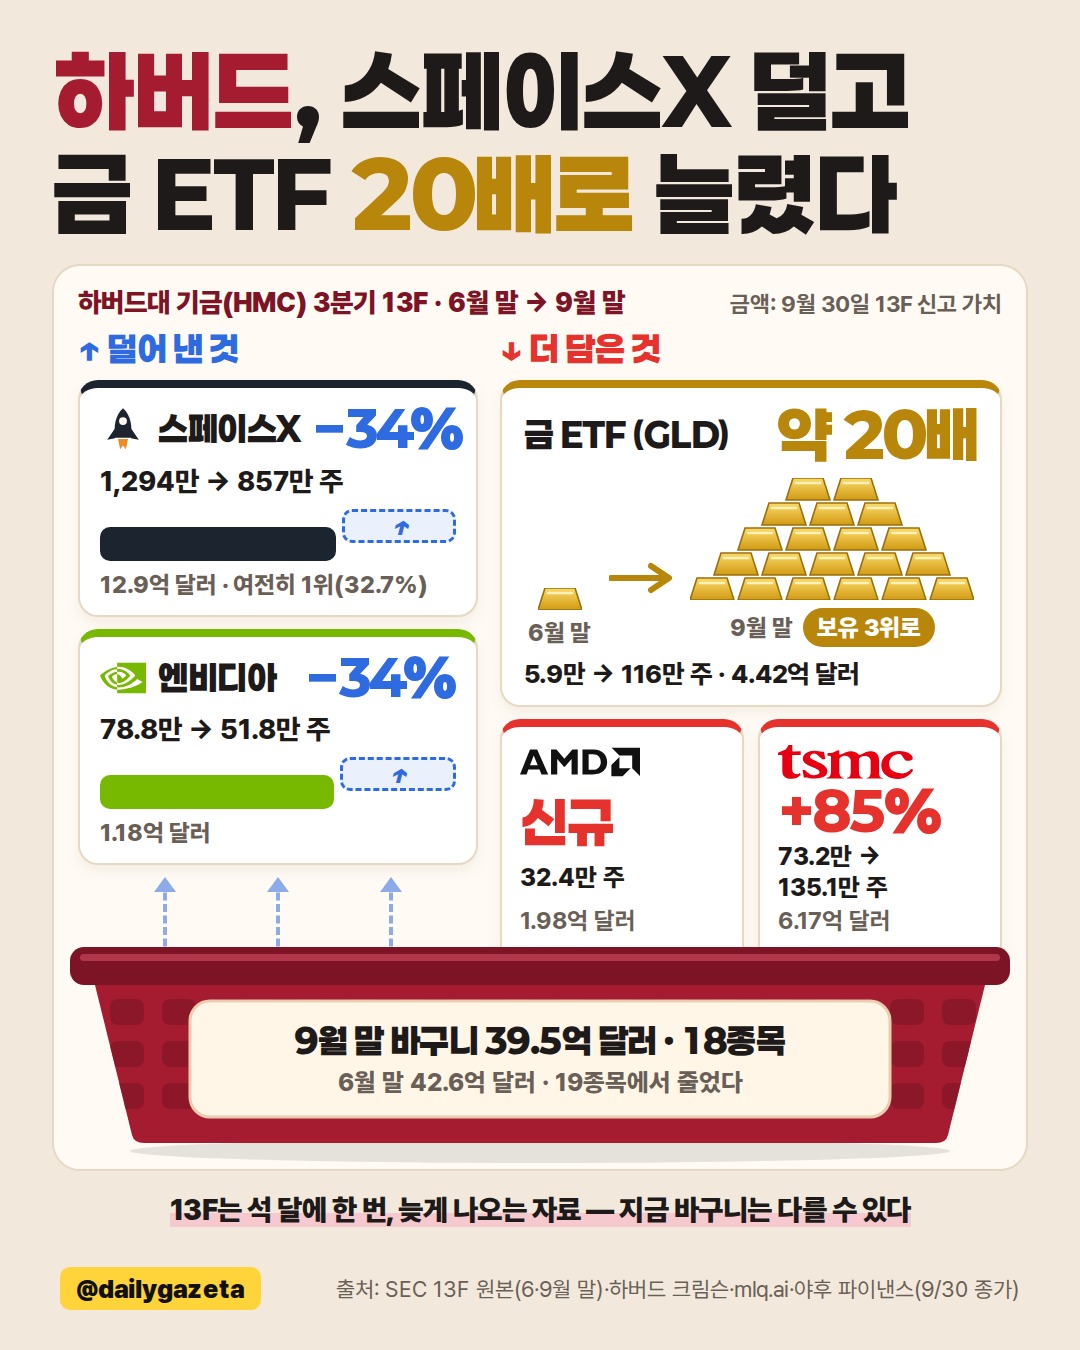 하버드, 스페이스X 덜고
금 ETF 20배로 늘렸다
하버드대 기금(HMC) 3분기 13F · 6월 말 → 9월 말
금액: 9월 30일 13F 신고 가치
↑ 덜어 낸 것
↓ 더 담은 것
스페이스X −34%
1,294만 → 857만 주
↑
12.9억 달러 · 여전히 1위(32.7%)
엔비디아 −34%
78.8만 → 51.8만 주
↑
1.18억 달러
금 ETF (GLD) 약 20배
6월 말
9월 말 보유 3위로
5.9만 → 116만 주 · 4.42억 달러
AMD
신규
32.4만 주
1.98억 달러
tsmc
+85%
73.2만 →
135.1만 주
6.17억 달러
9월 말 바구니 39.5억 달러 · 18종목
6월 말 42.6억 달러 · 19종목에서 줄었다
13F는 석 달에 한 번, 늦게 나오는 자료 — 지금 바구니는 다를 수 있다
@dailygazeta
출처: SEC 13F 원본(6·9월 말)·하버드 크림슨·mlq.ai·야후 파이낸스(9/30 종가)